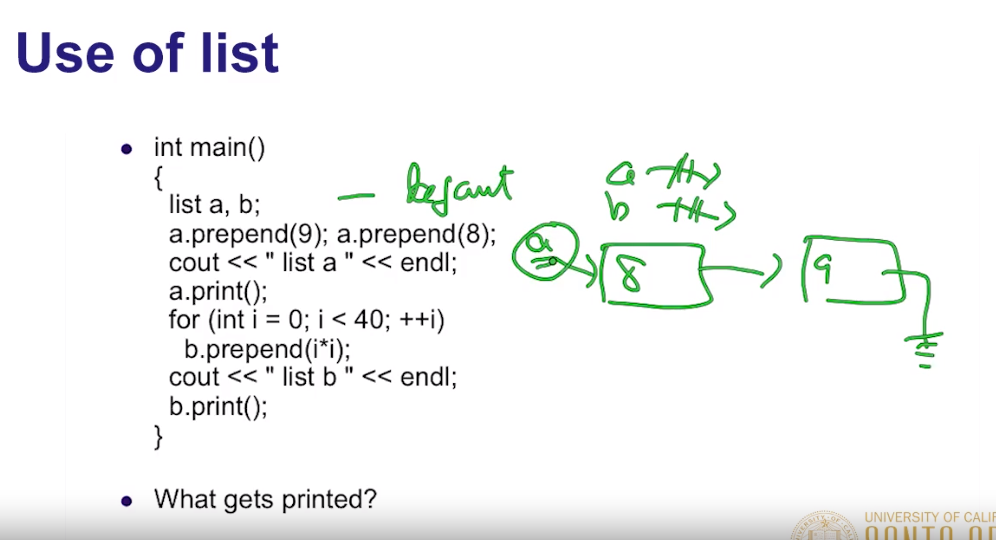 Use of list
• int main()
{
list a, b;
a.prepend(9); a.prepend(8);
cout << " list a " << endl;
a.print();
for (int i = 0; i < 40; ++i)
b.prepend(i*i);
cout << " list b " << endl;
b.print();
}
• What gets printed?
a
b
a
8
9
UNIVERSITY OF CALIF